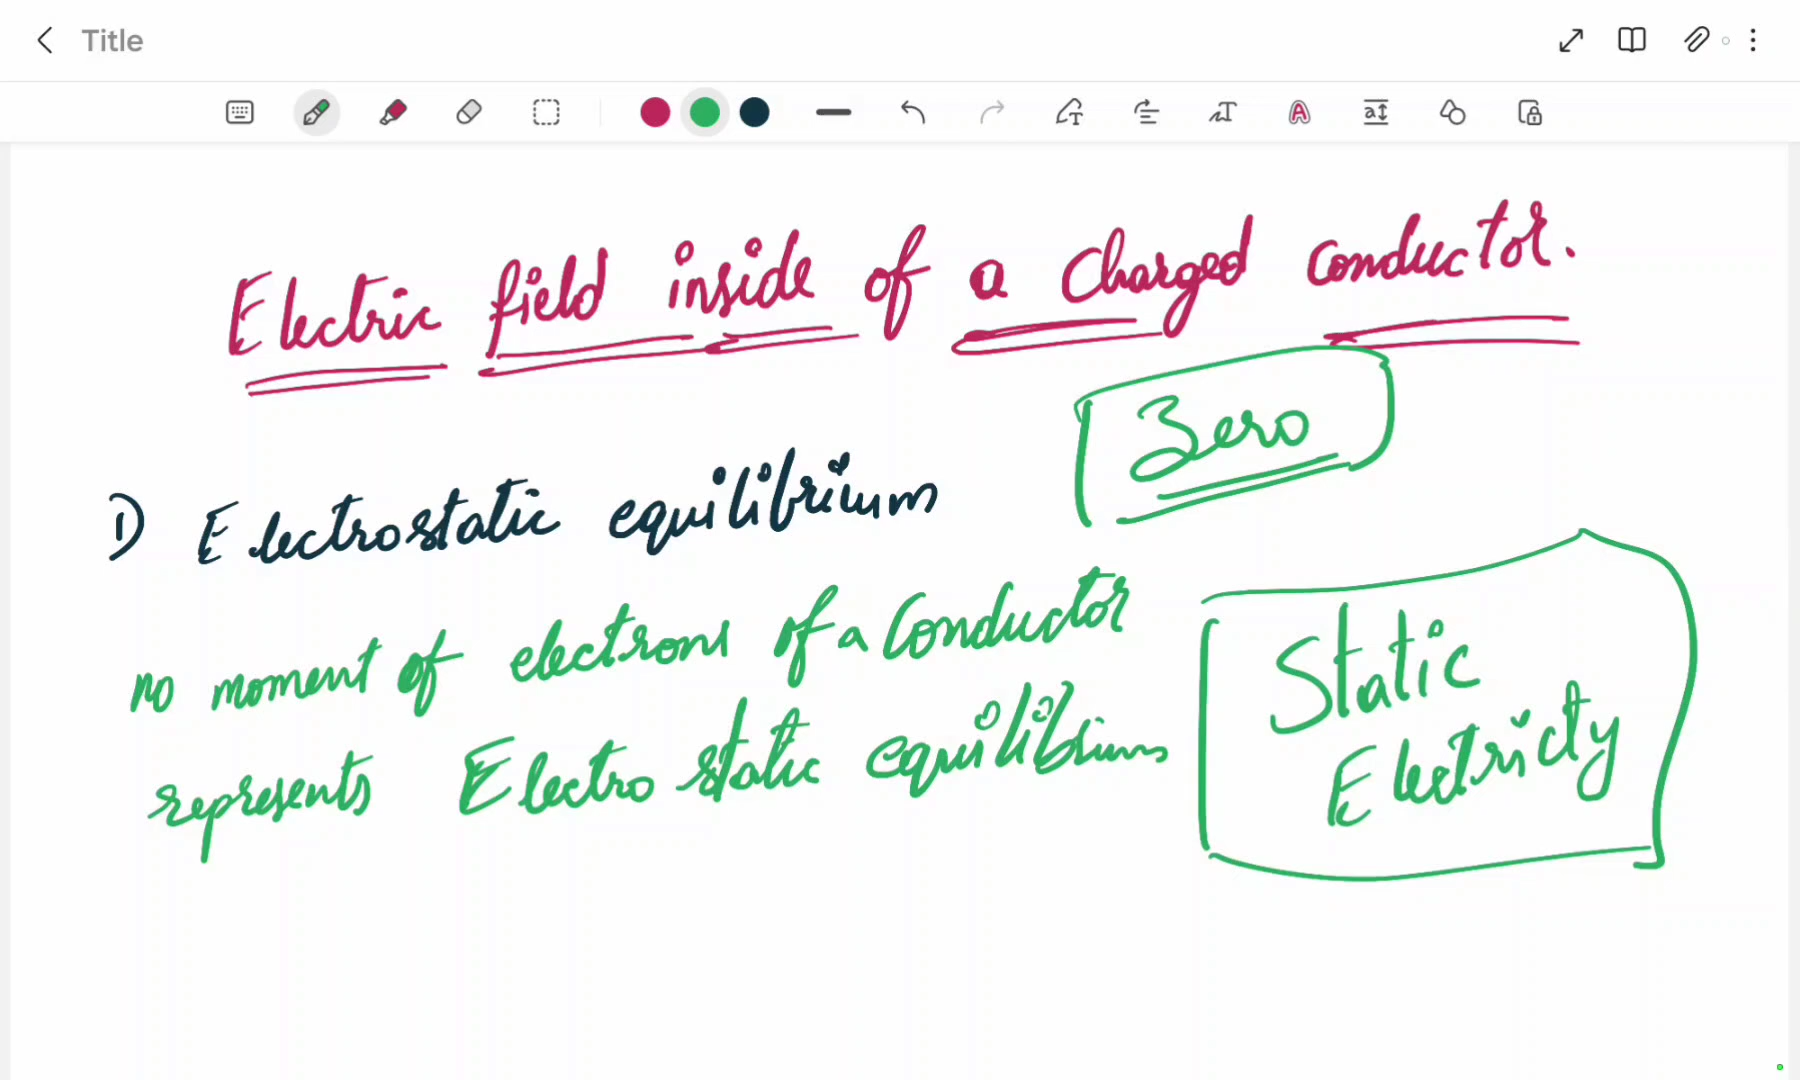 Title
Electric field inside of a Charged conductor.
Zero
1) Electrostatic equilibrium
no moment of electrons of a Conductor
represents Electro static equilibrium
Static
Electricty